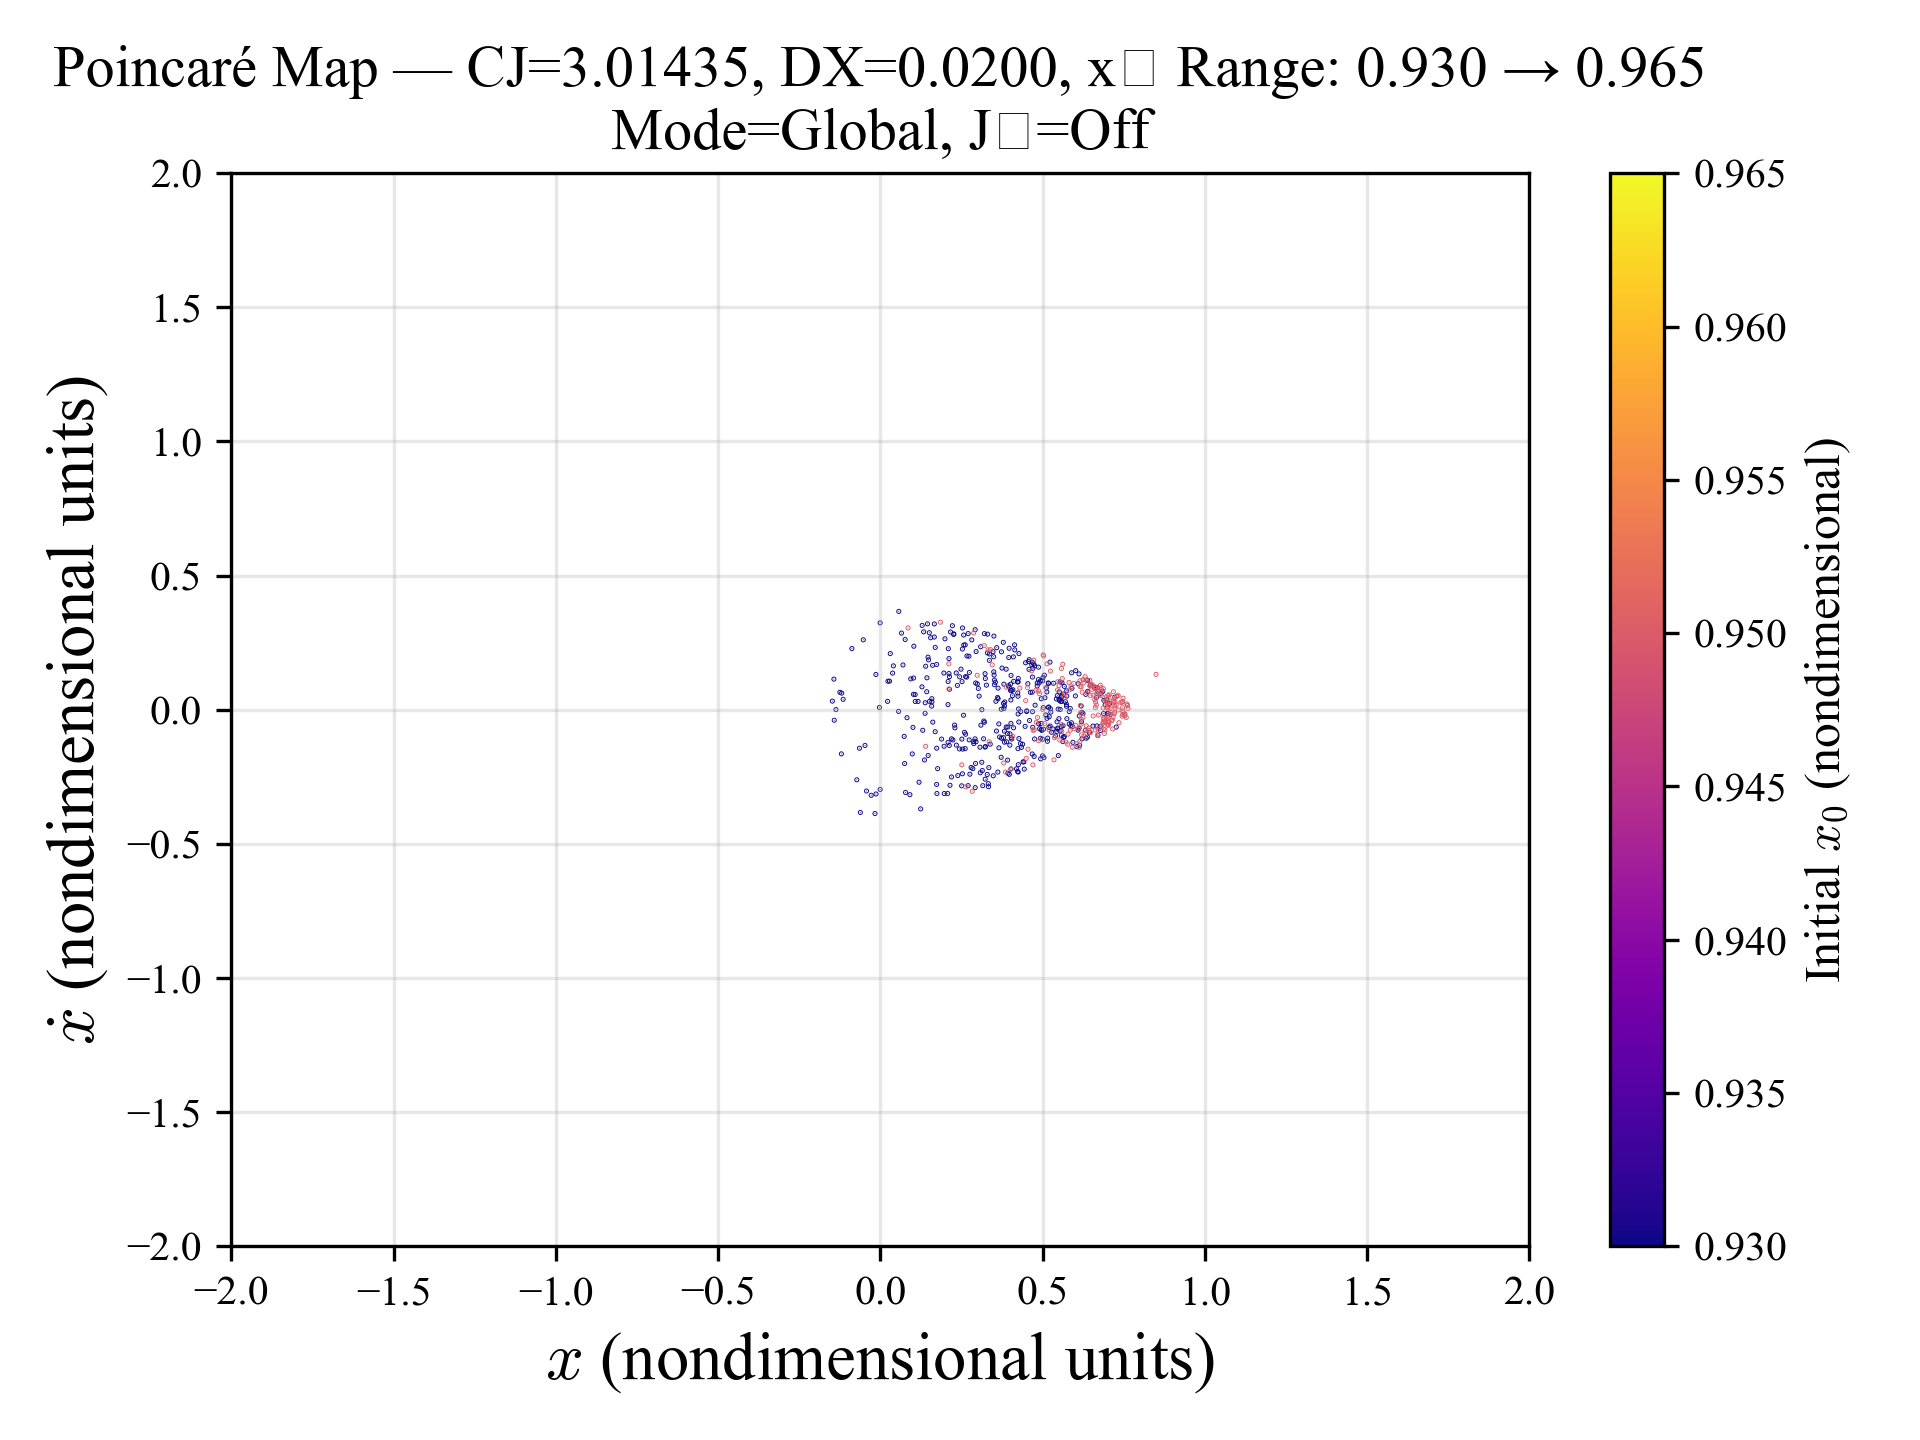 Poincaré Map — CJ=3.01435, DX=0.0200, x□ Range: 0.930 → 0.965
Mode=Global, J□=Off
2.0
1.5
1.0
0.5
0.0
−0.5
−1.0
−1.5
−2.0
ẋ (nondimensional units)
−2.0 −1.5 −1.0 −0.5 0.0 0.5 1.0 1.5 2.0
x (nondimensional units)
0.965
0.960
0.955
0.950
0.945
0.940
0.935
0.930
Initial x₀ (nondimensional)